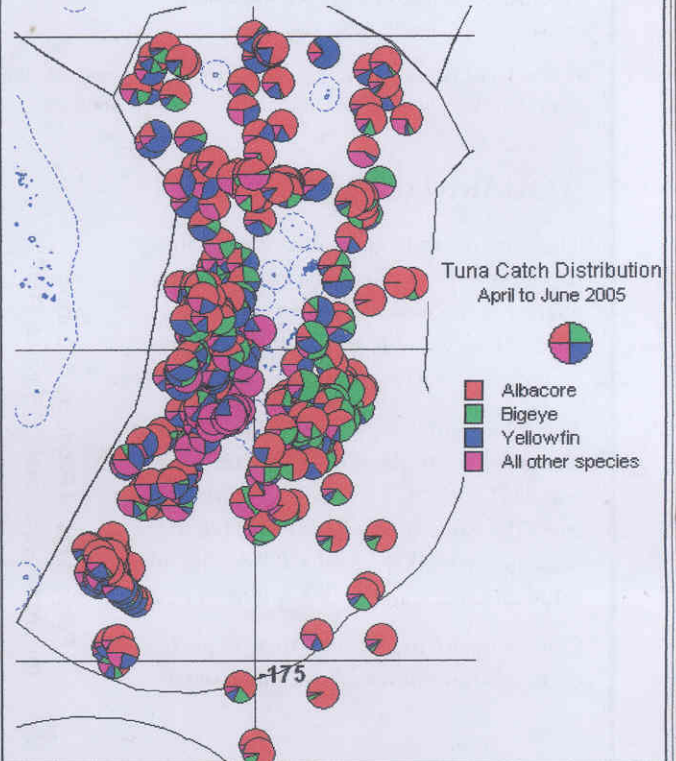 Tuna Catch Distribution
April to June 2005
Albacore
Bigeye
Yellowfin
All other species
-175